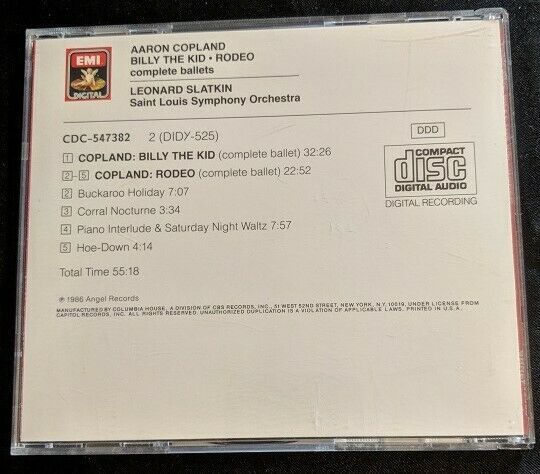 EMI
DIGITAL
AARON COPLAND
BILLY THE KID • RODEO
complete ballets
LEONARD SLATKIN
Saint Louis Symphony Orchestra
CDC-547382 2 (DIDY-525)
1 COPLAND: BILLY THE KID (complete ballet) 32:26
2-5 COPLAND: RODEO (complete ballet) 22:52
2 Buckaroo Holiday 7:07
3 Corral Nocturne 3:34
4 Piano Interlude & Saturday Night Waltz 7:57
5 Hoe-Down 4:14
Total Time 55:18
DDD
COMPACT
disc
DIGITAL AUDIO
DIGITAL RECORDING
℗ 1986 Angel Records
MANUFACTURED BY COLUMBIA HOUSE, A DIVISION OF CBS RECORDS, INC., 51 WEST 52ND STREET, NEW YORK, N.Y. 10019, UNDER LICENSE FROM
CAPITOL RECORDS, INC. ALL RIGHTS RESERVED. UNAUTHORIZED DUPLICATION IS A VIOLATION OF APPLICABLE LAWS. PRINTED IN U.S.A.